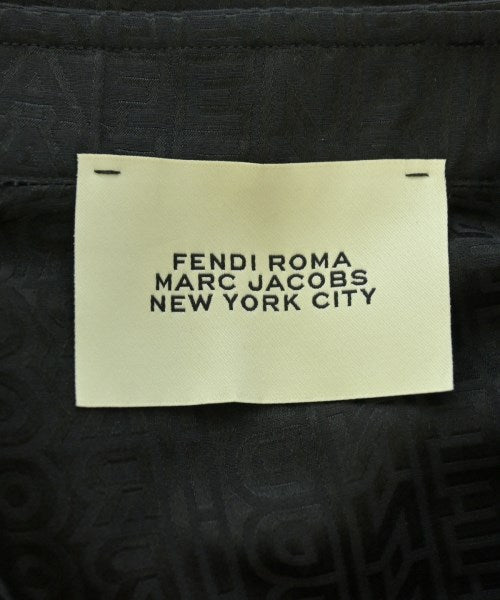 FENDI ROMA
MARC JACOBS
NEW YORK CITY